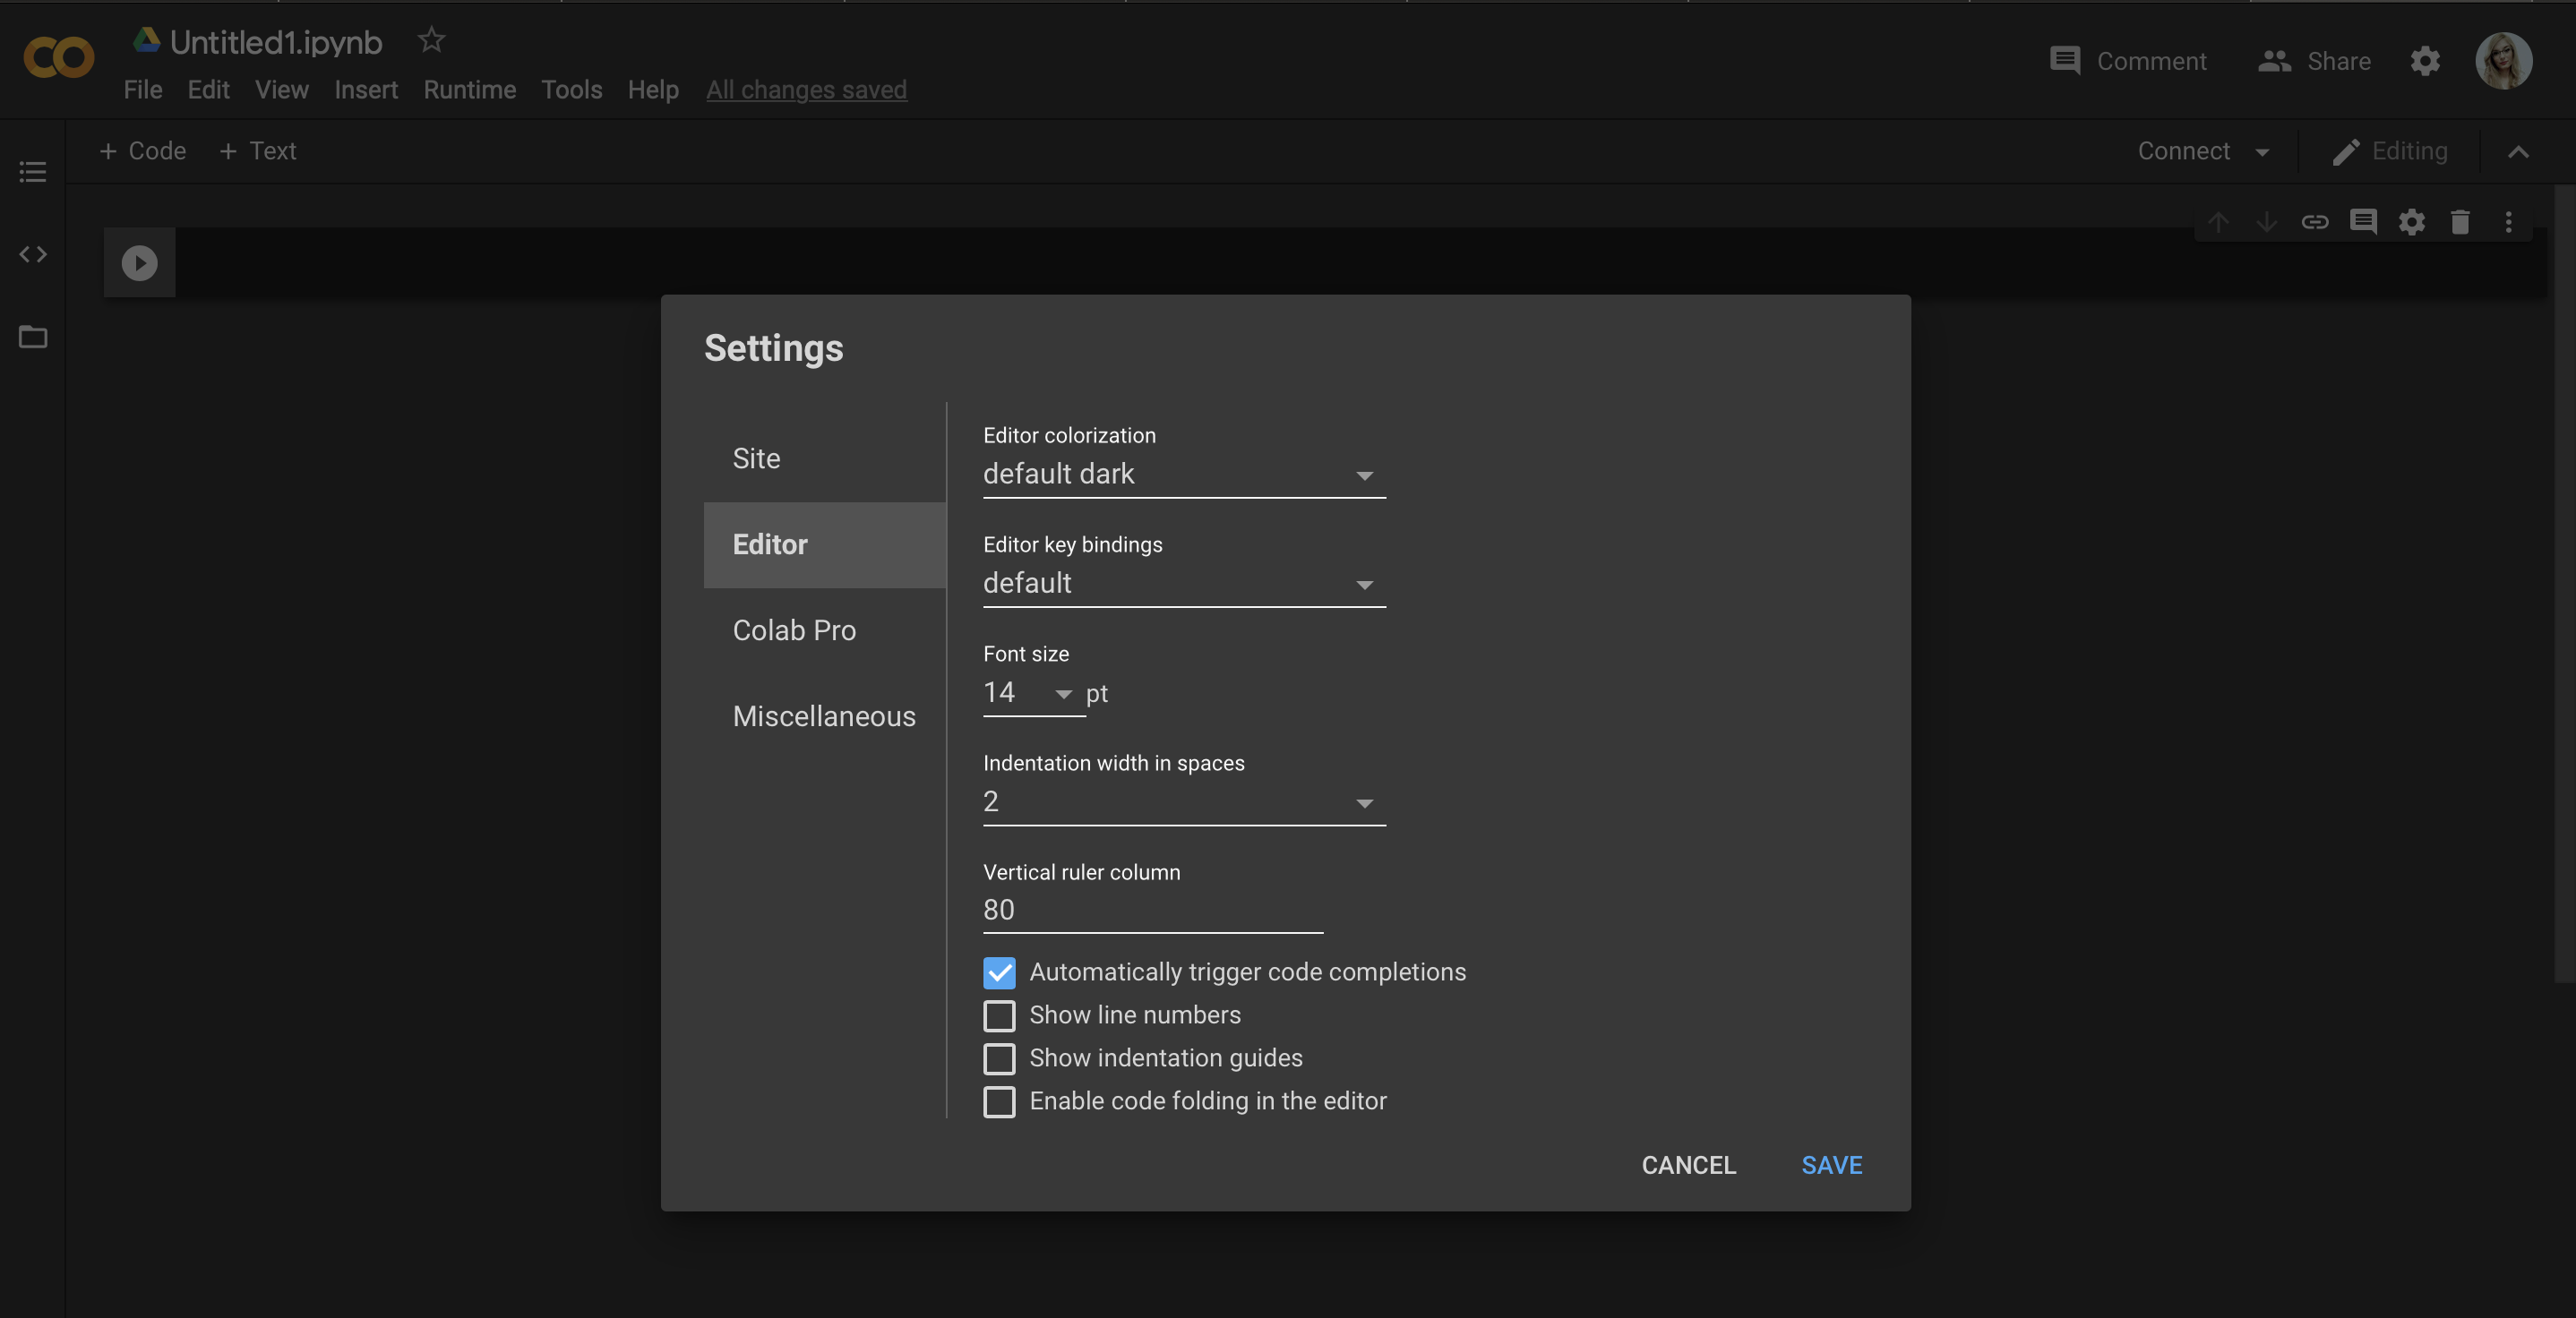 Untitled1.ipynb
Comment Share
File Edit View Insert Runtime Tools Help All changes saved
+ Code + Text
Connect Editing
Settings
Site
Editor
Colab Pro
Miscellaneous
Editor colorization
default dark
Editor key bindings
default
Font size
14 pt
Indentation width in spaces
2
Vertical ruler column
80
Automatically trigger code completions
Show line numbers
Show indentation guides
Enable code folding in the editor
CANCEL SAVE